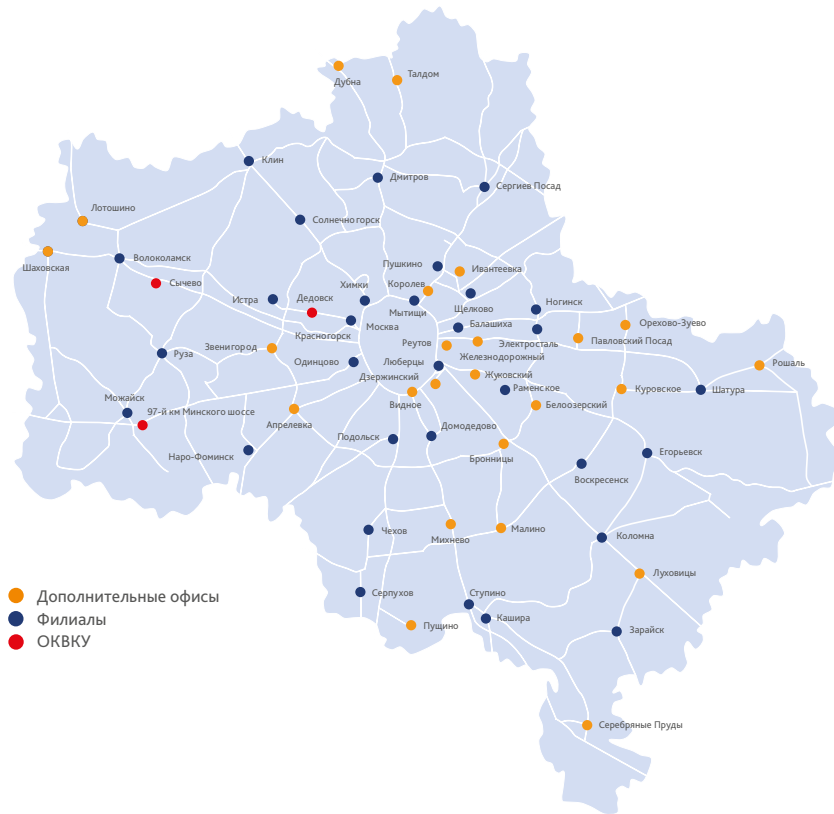 Дубна
Талдом
Клин
Дмитров
Сергиев Посад
Лотошино
Солнечногорск
Волоколамск
Шаховская
Сычево
Пушкино
Ивантеевка
Королев
Химки
Истра
Дедовск
Мытищи
Щелково
Ногинск
Москва
Балашиха
Орехово-Зуево
Красногорск
Реутов
Электросталь
Павловский Посад
Звенигород
Руза
Одинцово
Люберцы
Железнодорожный
Рошаль
Дзержинский
Жуковский
Раменское
Куровское
Шатура
Можайск
97-й км Минского шоссе
Видное
Белоозерский
Апрелевка
Подольск
Домодедово
Наро-Фоминск
Бронницы
Егорьевск
Воскресенск
Чехов
Михнево
Малино
Коломна
Луховицы
Серпухов
Ступино
Кашира
Пущино
Зарайск
Серебряные Пруды
Дополнительные офисы
Филиалы
ОКВКУ